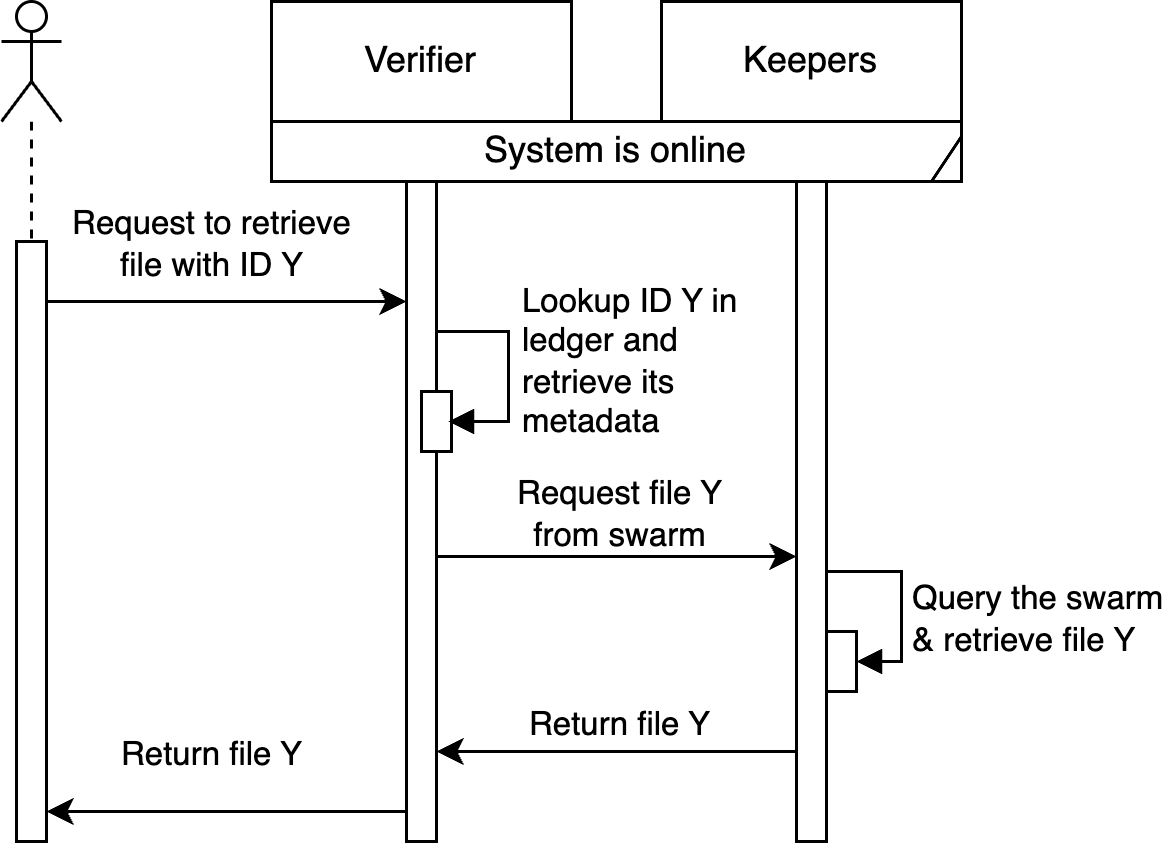 Verifier
Keepers
System is online
Request to retrieve
file with ID Y
Lookup ID Y in
ledger and
retrieve its
metadata
Request file Y
from swarm
Query the swarm
& retrieve file Y
Return file Y
Return file Y